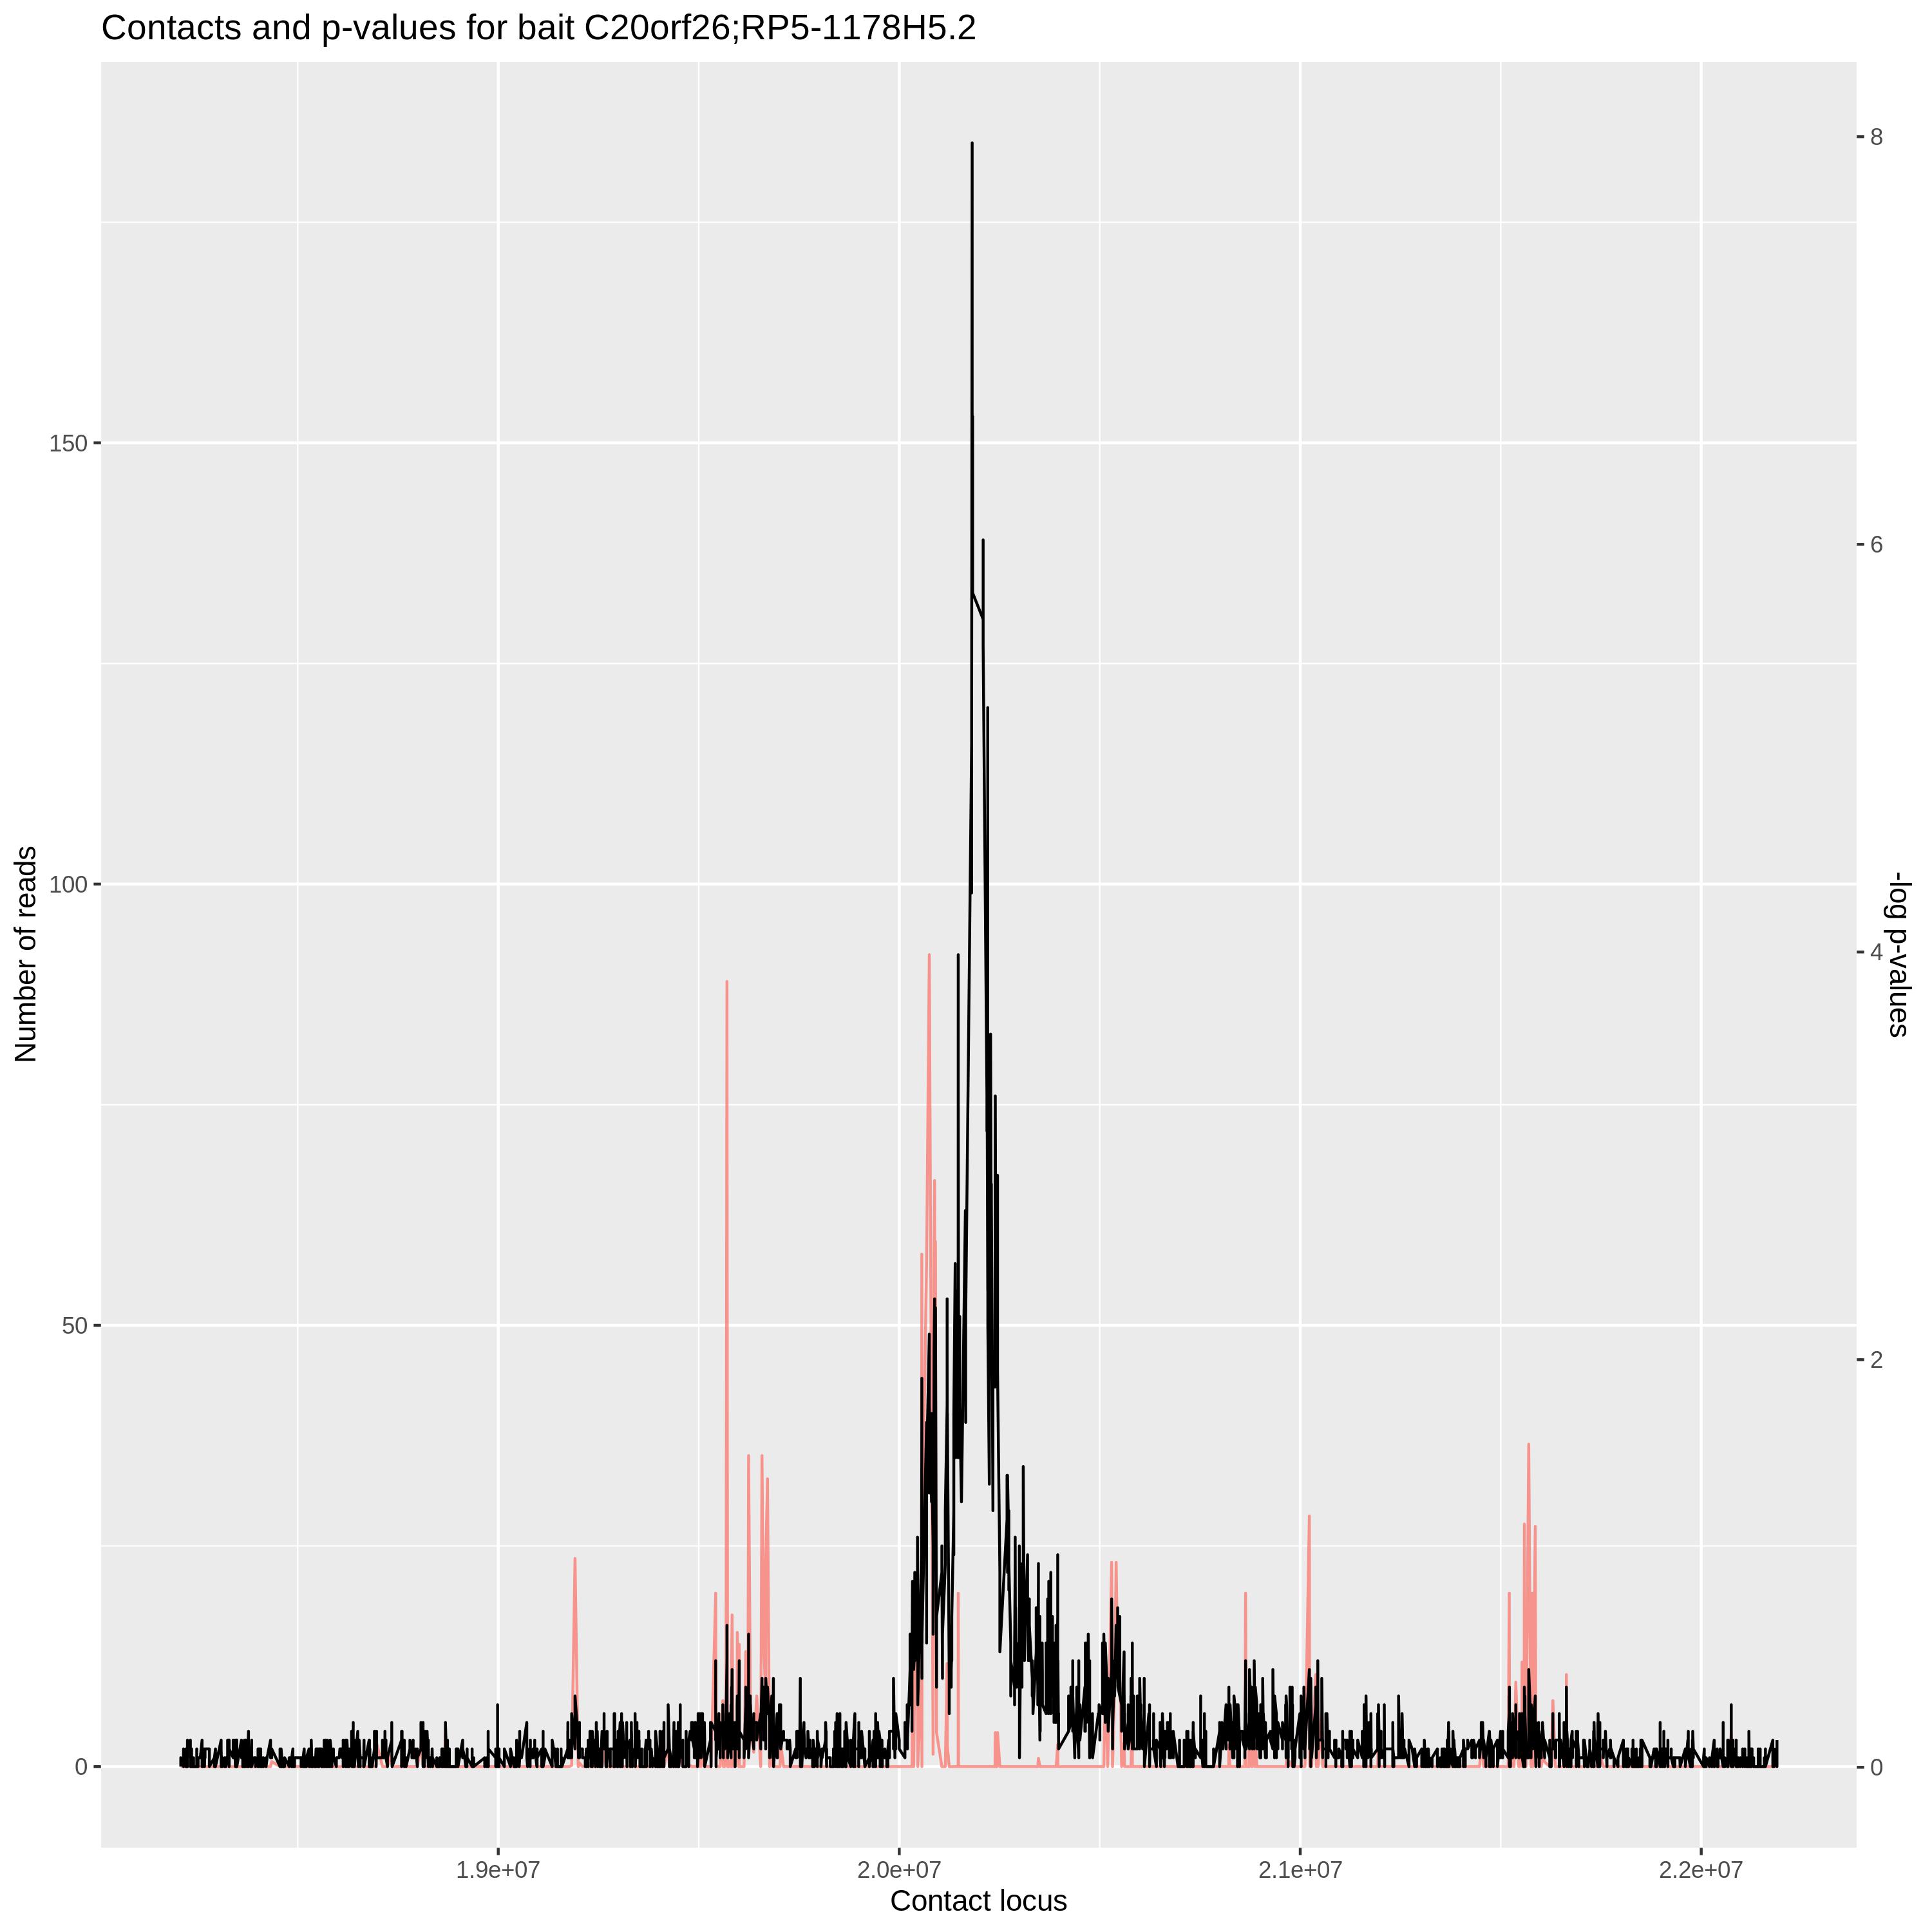 Contacts and p-values for bait C20orf26;RP5-1178H5.2
Number of reads
150
100
50
0
8
6
4
2
0
-log p-values
1.9e+07
2.0e+07
2.1e+07
2.2e+07
Contact locus